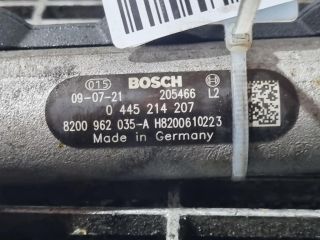 015 BOSCH
09-07-21 205466 L2
0 445 214 207
8200 962 035-A H8200610223
Made in Germany